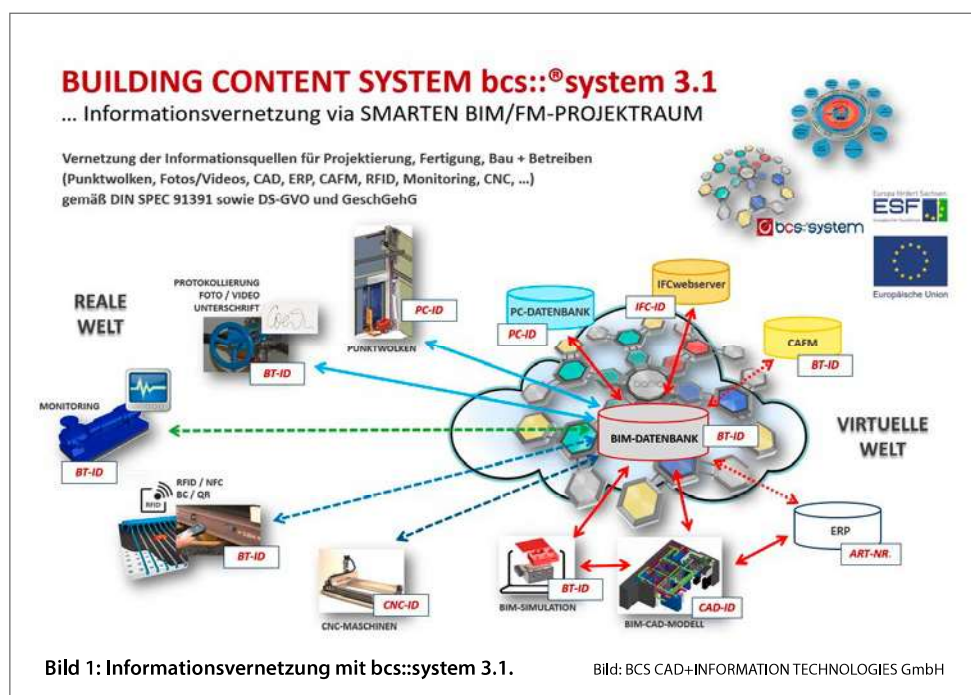 BUILDING CONTENT SYSTEM bcs::®system 3.1
... Informationsvernetzung via SMARTEN BIM/FM-PROJEKTRAUM
Vernetzung der Informationsquellen für Projektierung, Fertigung, Bau + Betreiben
(Punktwolken, Fotos/Videos, CAD, ERP, CAFM, RFID, Monitoring, CNC, ...)
gemäß DIN SPEC 91391 sowie DS-GVO und GeschGehG
bcs::system
Europa fördert Sachsen
ESF
Europäische Union
REALE
WELT
PROTOKOLLIERUNG
FOTO / VIDEO
UNTERSCHRIFT
BT-ID
PC-ID
PUNKTWOLKEN
PC-DATENBANK
PC-ID
IFCwebserver
IFC-ID
CAFM
BT-ID
MONITORING
BT-ID
BIM-DATENBANK
BT-ID
VIRTUELLE
WELT
RFID / NFC
BC / QR
RFID
BT-ID
CNC-ID
CNC-MASCHINEN
BT-ID
BIM-SIMULATION
CAD-ID
BIM-CAD-MODELL
ERP
ART-NR.
Bild 1: Informationsvernetzung mit bcs::system 3.1.
Bild: BCS CAD+INFORMATION TECHNOLOGIES GmbH